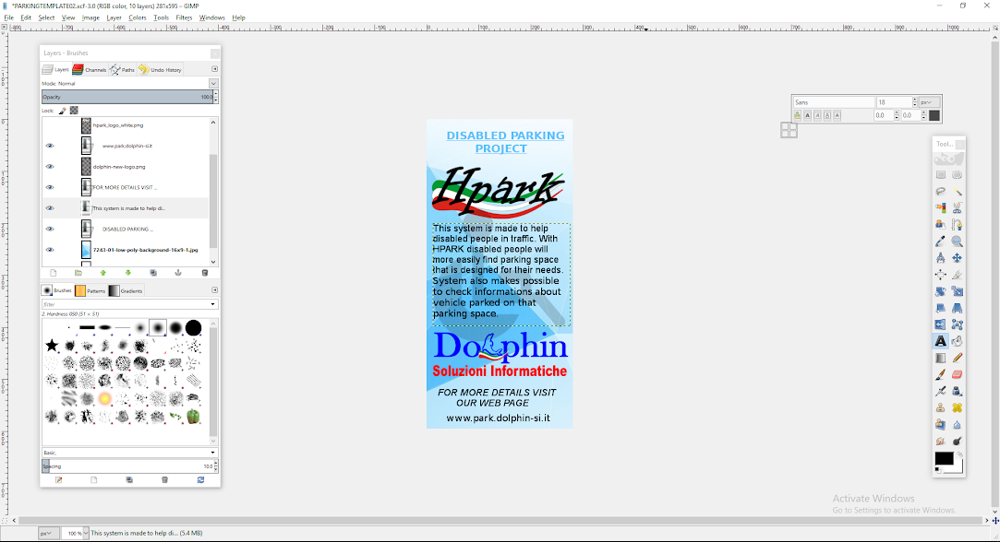 *PARKINGTEMPLATE02.xcf-3.0 (RGB color, 10 layers) 281x595 – GIMP
File Edit Select View Image Layer Colors Tools Filters Windows Help
Layers - Brushes
Layers Channels Paths Undo History
Mode: Normal
Opacity 100.0
Lock:
hpark_logo_white.png
www.park.dolphin-si.it
dolphin-new-logo.png
FOR MORE DETAILS VISIT ...
This system is made to help di...
DISABLED PARKING ...
7243-01-low-poly-background-16x9-1.jpg
Brushes Patterns Gradients
filter
2. Hardness 050 (51 × 51)
Basic,
Spacing 10.0
DISABLED PARKING
PROJECT
Hpark
This system is made to help
disabled people in traffic. With
HPARK disabled people will
more easily find parking space
that is designed for their needs.
System also makes possible
to check informations about
vehicle parked on that
parking space.
Dolphin
Soluzioni Informatiche
FOR MORE DETAILS VISIT
OUR WEB PAGE
www.park.dolphin-si.it
Sans 18 px
0.0 0.0
Tool...
Activate Windows
Go to Settings to activate Windows.
px 100 % This system is made to help di... (5.4 MB)